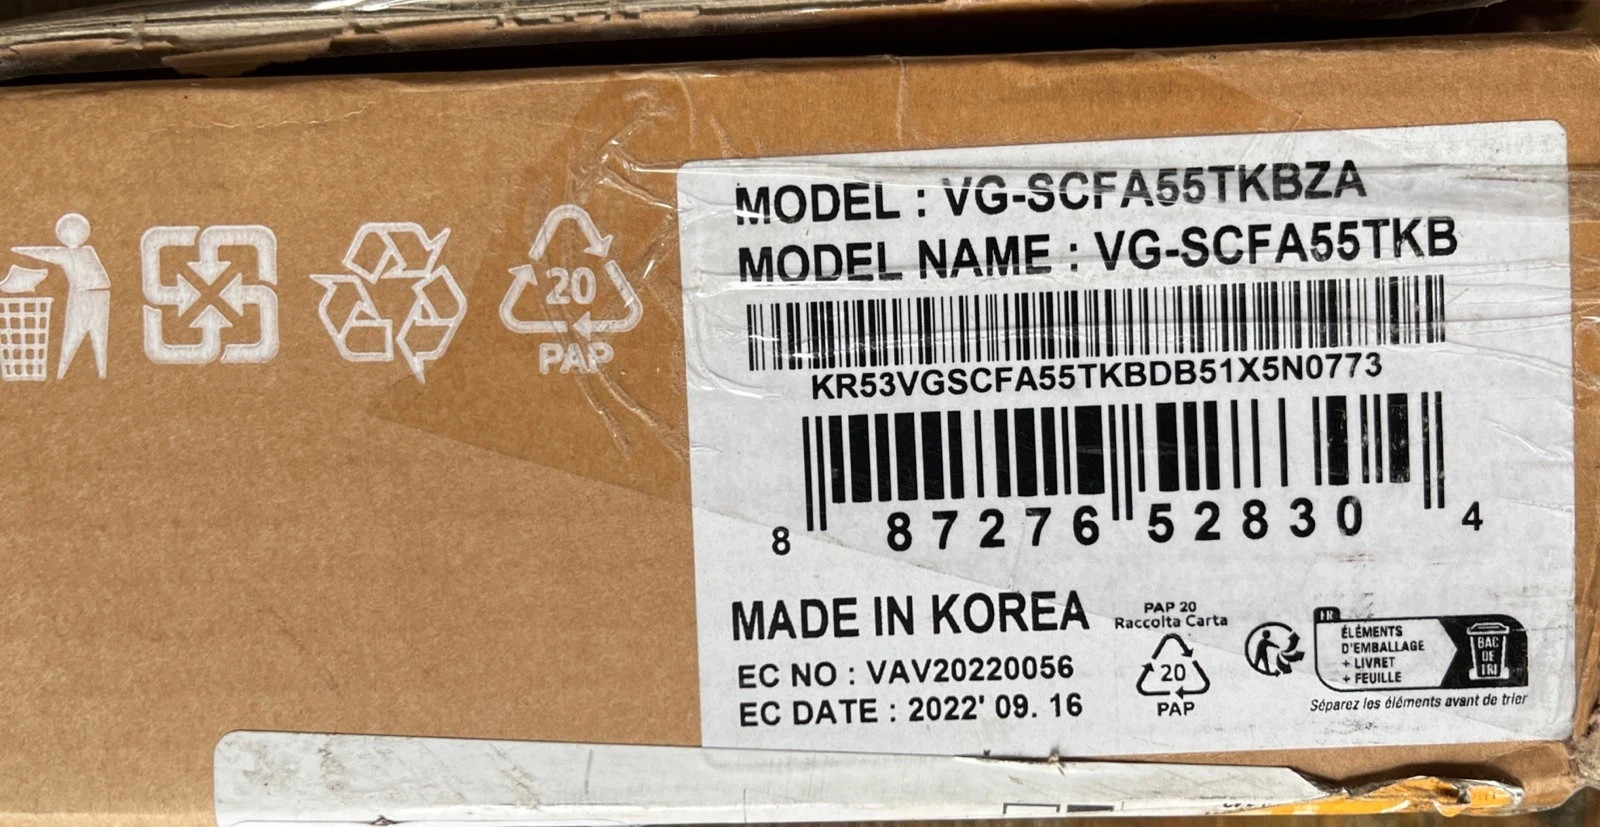 MODEL : VG-SCFA55TKBZA
MODEL NAME : VG-SCFA55TKB
KR53VGSCFA55TKBDB51X5N0773
8 87276 52830 4
20
PAP
MADE IN KOREA
EC NO : VAV20220056
EC DATE : 2022' 09. 16
PAP 20
Raccolta Carta
20
PAP
FR
ÉLÉMENTS
D'EMBALLAGE
+ LIVRET
+ FEUILLE
BAC
DE
TRI
Séparez les éléments avant de trier